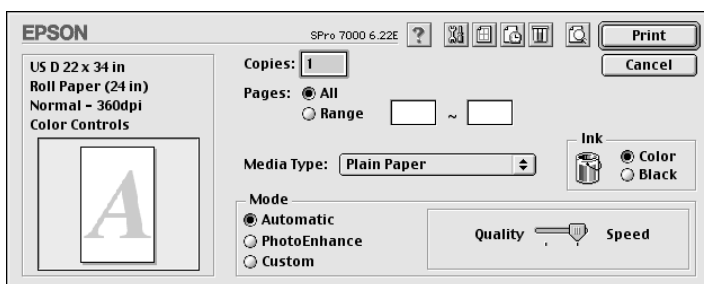 EPSON
SPro 7000 6.22E
?
Print
US D 22 x 34 in
Roll Paper (24 in)
Normal - 360dpi
Color Controls
A
Copies: 1
Cancel
Pages: All
Range ~
Media Type: Plain Paper
Ink
Color
Black
Mode
Automatic
PhotoEnhance
Custom
Quality Speed